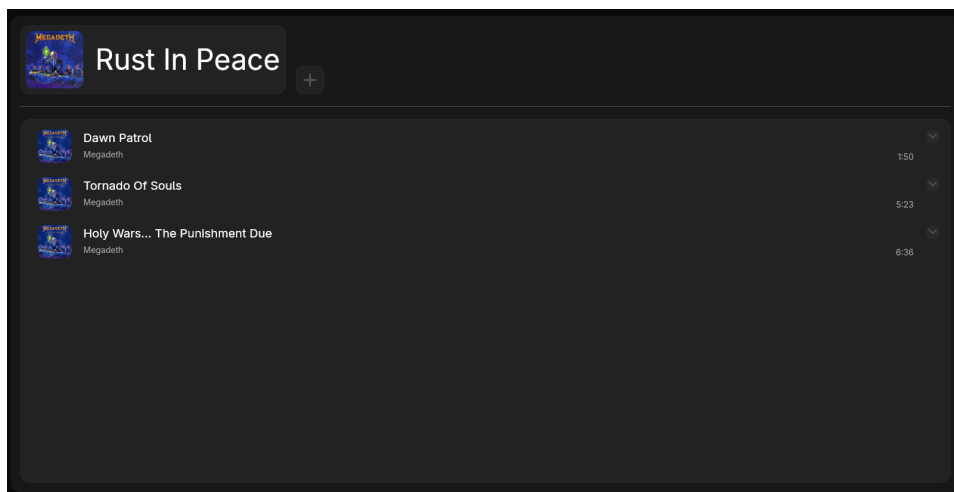 MEGADETH
Rust In Peace
Dawn Patrol
Megadeth
1:50
Tornado Of Souls
Megadeth
5:23
Holy Wars... The Punishment Due
Megadeth
6:36